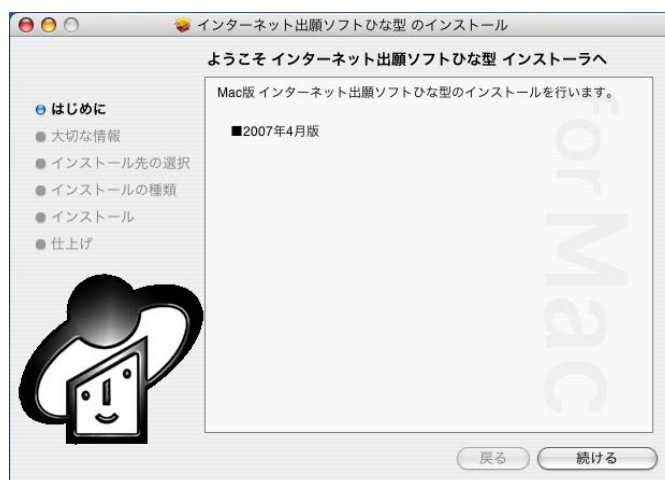 インターネット出願ソフトひな型 のインストール
ようこそ インターネット出願ソフトひな型 インストーラへ
はじめに
大切な情報
インストール先の選択
インストールの種類
インストール
仕上げ
Mac版 インターネット出願ソフトひな型のインストールを行います。
■2007年4月版
for Mac
戻る
続ける